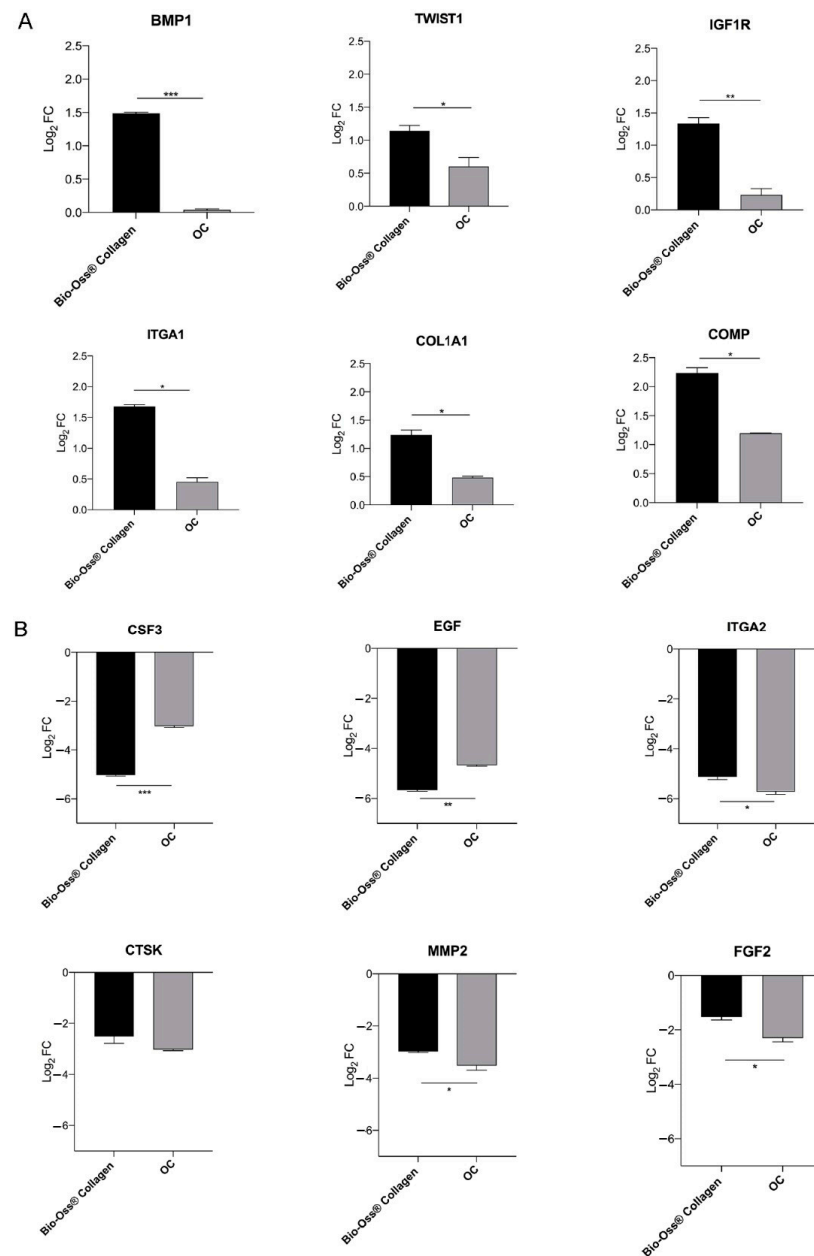 A
BMP1
Log2 FC
2.5
2.0
1.5
1.0
0.5
0.0
***
Bio-Oss® Collagen
OC
TWIST1
Log2 FC
2.5
2.0
1.5
1.0
0.5
0.0
*
Bio-Oss® Collagen
OC
IGF1R
Log2 FC
2.5
2.0
1.5
1.0
0.5
0.0
**
Bio-Oss® Collagen
OC
ITGA1
Log2 FC
2.5
2.0
1.5
1.0
0.5
0.0
*
Bio-Oss® Collagen
OC
COL1A1
Log2 FC
2.5
2.0
1.5
1.0
0.5
0.0
*
Bio-Oss® Collagen
OC
COMP
Log2 FC
2.5
2.0
1.5
1.0
0.5
0.0
*
Bio-Oss® Collagen
OC
B
CSF3
Log2 FC
0
−2
−4
−6
***
Bio-Oss® Collagen
OC
EGF
Log2 FC
0
−2
−4
−6
**
Bio-Oss® Collagen
OC
ITGA2
Log2 FC
0
−2
−4
−6
*
Bio-Oss® Collagen
OC
CTSK
Log2 FC
0
−2
−4
−6
Bio-Oss® Collagen
OC
MMP2
Log2 FC
0
−2
−4
−6
*
Bio-Oss® Collagen
OC
FGF2
Log2 FC
0
−2
−4
−6
*
Bio-Oss® Collagen
OC